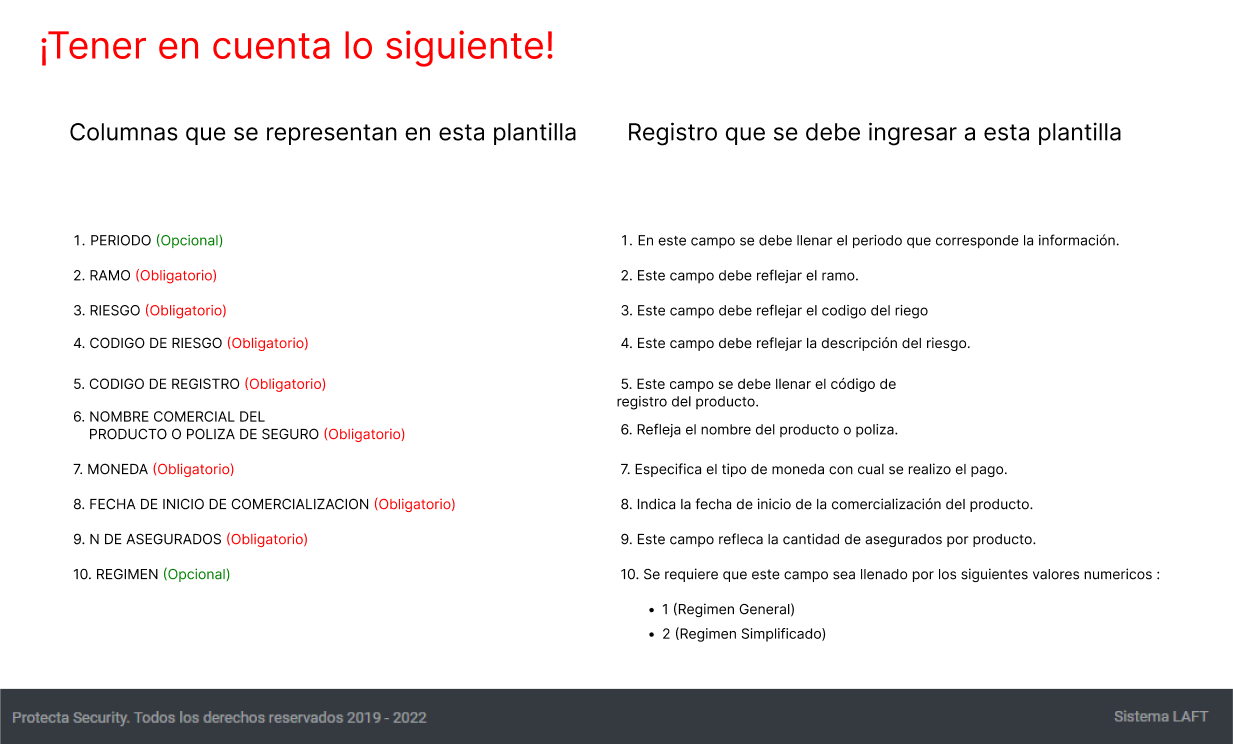 ¡Tener en cuenta lo siguiente!
Columnas que se representan en esta plantilla
1. PERIODO (Opcional)
2. RAMO (Obligatorio)
3. RIESGO (Obligatorio)
4. CODIGO DE RIESGO (Obligatorio)
5. CODIGO DE REGISTRO (Obligatorio)
6. NOMBRE COMERCIAL DEL
PRODUCTO O POLIZA DE SEGURO (Obligatorio)
7. MONEDA (Obligatorio)
8. FECHA DE INICIO DE COMERCIALIZACION (Obligatorio)
9. N DE ASEGURADOS (Obligatorio)
10. REGIMEN (Opcional)
Registro que se debe ingresar a esta plantilla
1. En este campo se debe llenar el periodo que corresponde la información.
2. Este campo debe reflejar el ramo.
3. Este campo debe reflejar el codigo del riego
4. Este campo debe reflejar la descripción del riesgo.
5. Este campo se debe llenar el código de
registro del producto.
6. Refleja el nombre del producto o poliza.
7. Especifica el tipo de moneda con cual se realizo el pago.
8. Indica la fecha de inicio de la comercialización del producto.
9. Este campo refleca la cantidad de asegurados por producto.
10. Se requiere que este campo sea llenado por los siguientes valores numericos :
• 1 (Regimen General)
• 2 (Regimen Simplificado)
Protecta Security. Todos los derechos reservados 2019 - 2022
Sistema LAFT